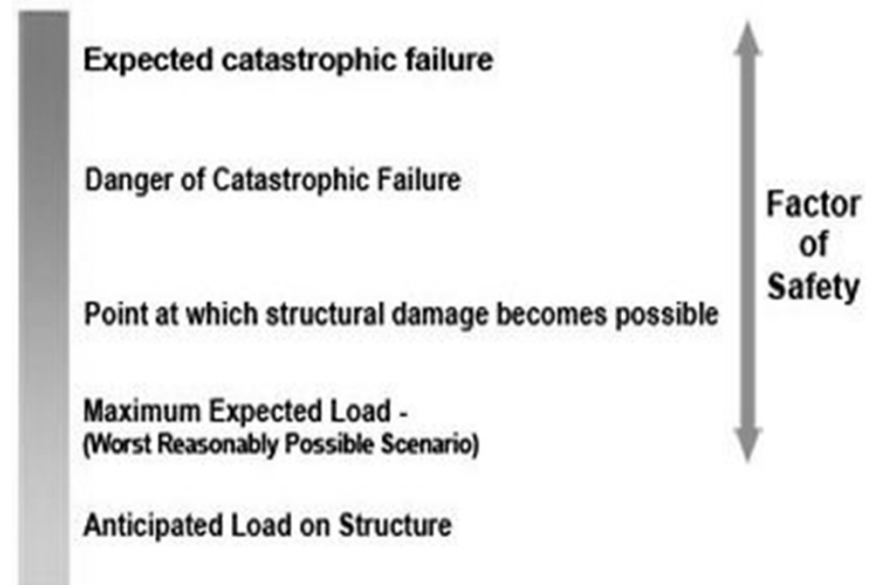 Expected catastrophic failure
Danger of Catastrophic Failure
Point at which structural damage becomes possible
Maximum Expected Load -
(Worst Reasonably Possible Scenario)
Anticipated Load on Structure
Factor
of
Safety